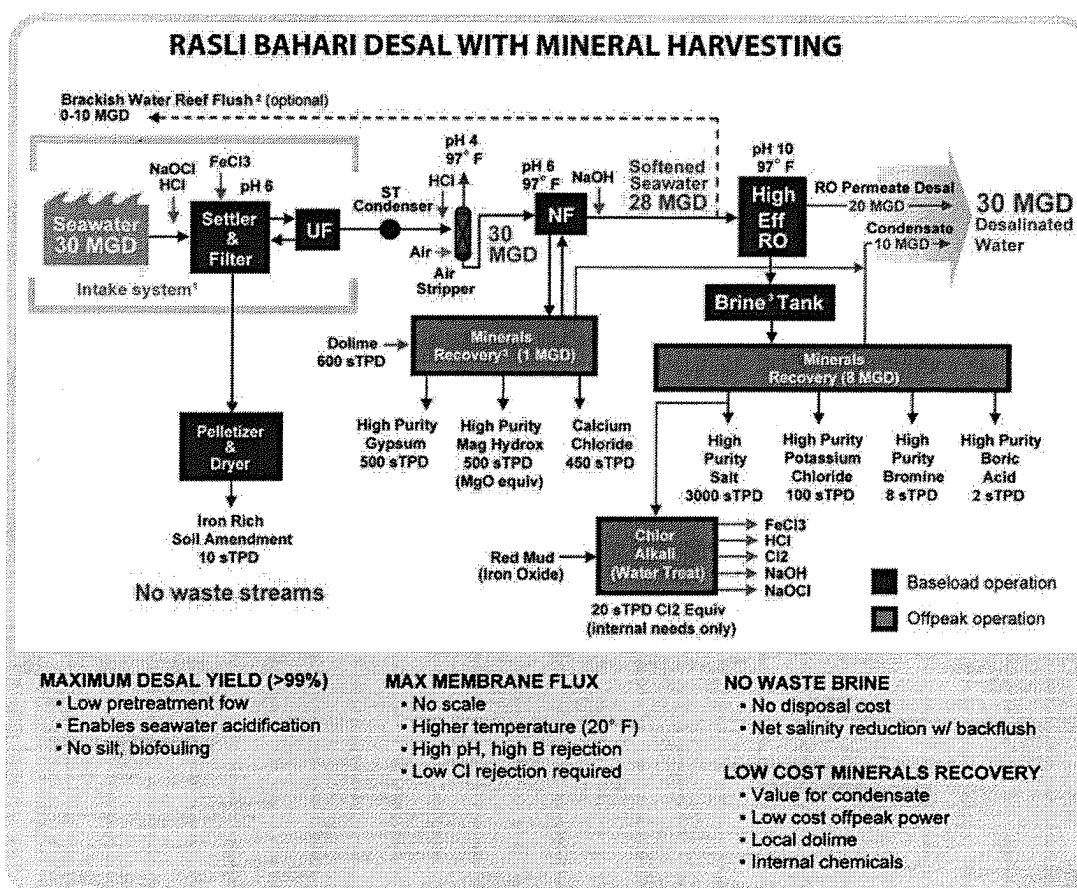 RASLI BAHARI DESAL WITH MINERAL HARVESTING
Brackish Water Reef Flush ² (optional)
0-10 MGD
NaOCl
HCl
FeCl3
pH 6
Seawater
30 MGD
Settler
&
Filter
UF
Intake system¹
ST
Condenser
pH 4
97° F
HCl
Air
Air
Stripper
30
MGD
pH 6
97° F
NF
NaOH
Softened
Seawater
28 MGD
pH 10
97° F
High
Eff
RO
RO Permeate Desal
20 MGD
Condensate
10 MGD
30 MGD
Desalinated
Water
Brine³ Tank
Dolime
600 sTPD
Minerals
Recovery³ (1 MGD)
Minerals
Recovery (8 MGD)
High Purity
Gypsum
500 sTPD
High Purity
Mag Hydrox
500 sTPD
(MgO equiv)
Calcium
Chloride
450 sTPD
High
Purity
Salt
3000 sTPD
High Purity
Potassium
Chloride
100 sTPD
High
Purity
Bromine
8 sTPD
High Purity
Boric
Acid
2 sTPD
Pelletizer
&
Dryer
Iron Rich
Soil Amendment
10 sTPD
No waste streams
Red Mud
(Iron Oxide)
Chlor
Alkali
(Water Treat)
FeCl3
HCl
Cl2
NaOH
NaOCl
20 sTPD Cl2 Equiv
(internal needs only)
Baseload operation
Offpeak operation
MAXIMUM DESAL YIELD (>99%)
• Low pretreatment fow
• Enables seawater acidification
• No silt, biofouling
MAX MEMBRANE FLUX
• No scale
• Higher temperature (20° F)
• High pH, high B rejection
• Low Cl rejection required
NO WASTE BRINE
• No disposal cost
• Net salinity reduction w/ backflush
LOW COST MINERALS RECOVERY
• Value for condensate
• Low cost offpeak power
• Local dolime
• Internal chemicals